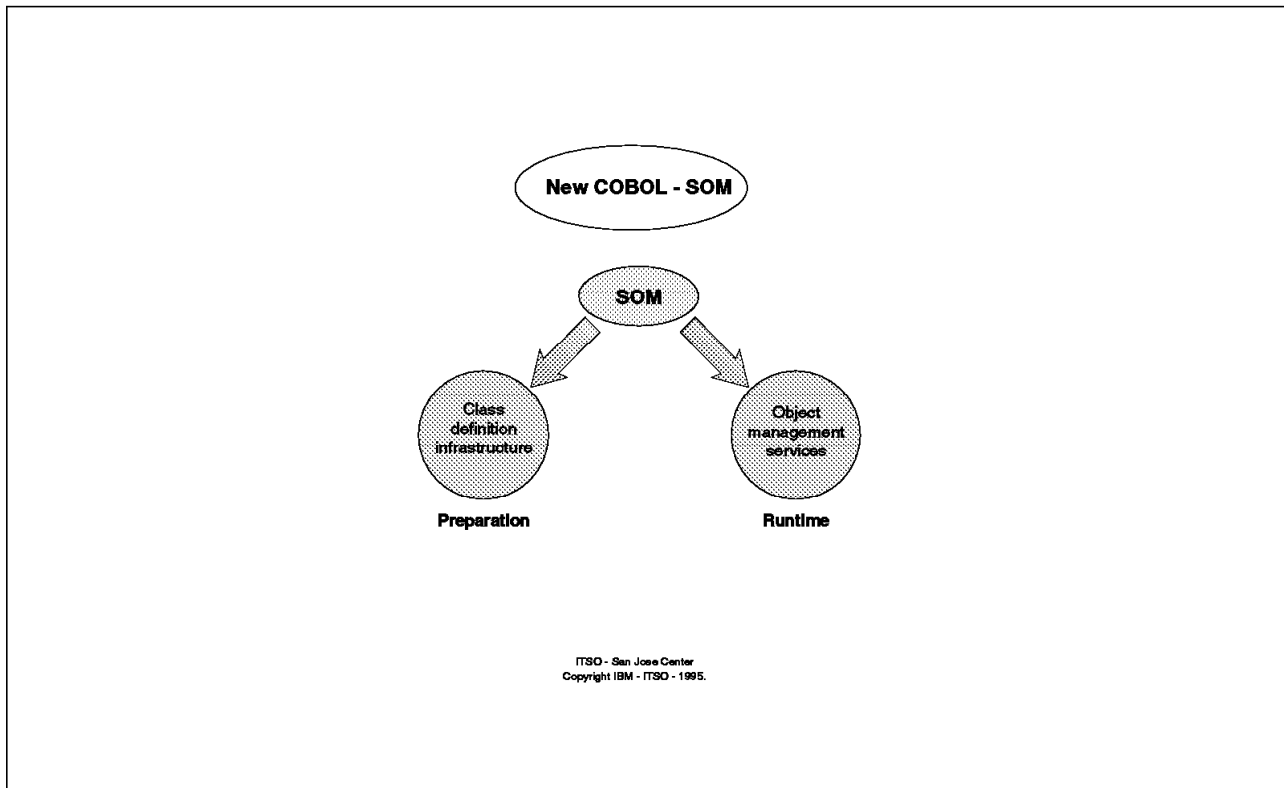 New COBOL - SOM
SOM
Class
definition
infrastructure
Object
management
services
Preparation
Runtime
ITSO - San Jose Center
Copyright IBM - ITSO - 1995.